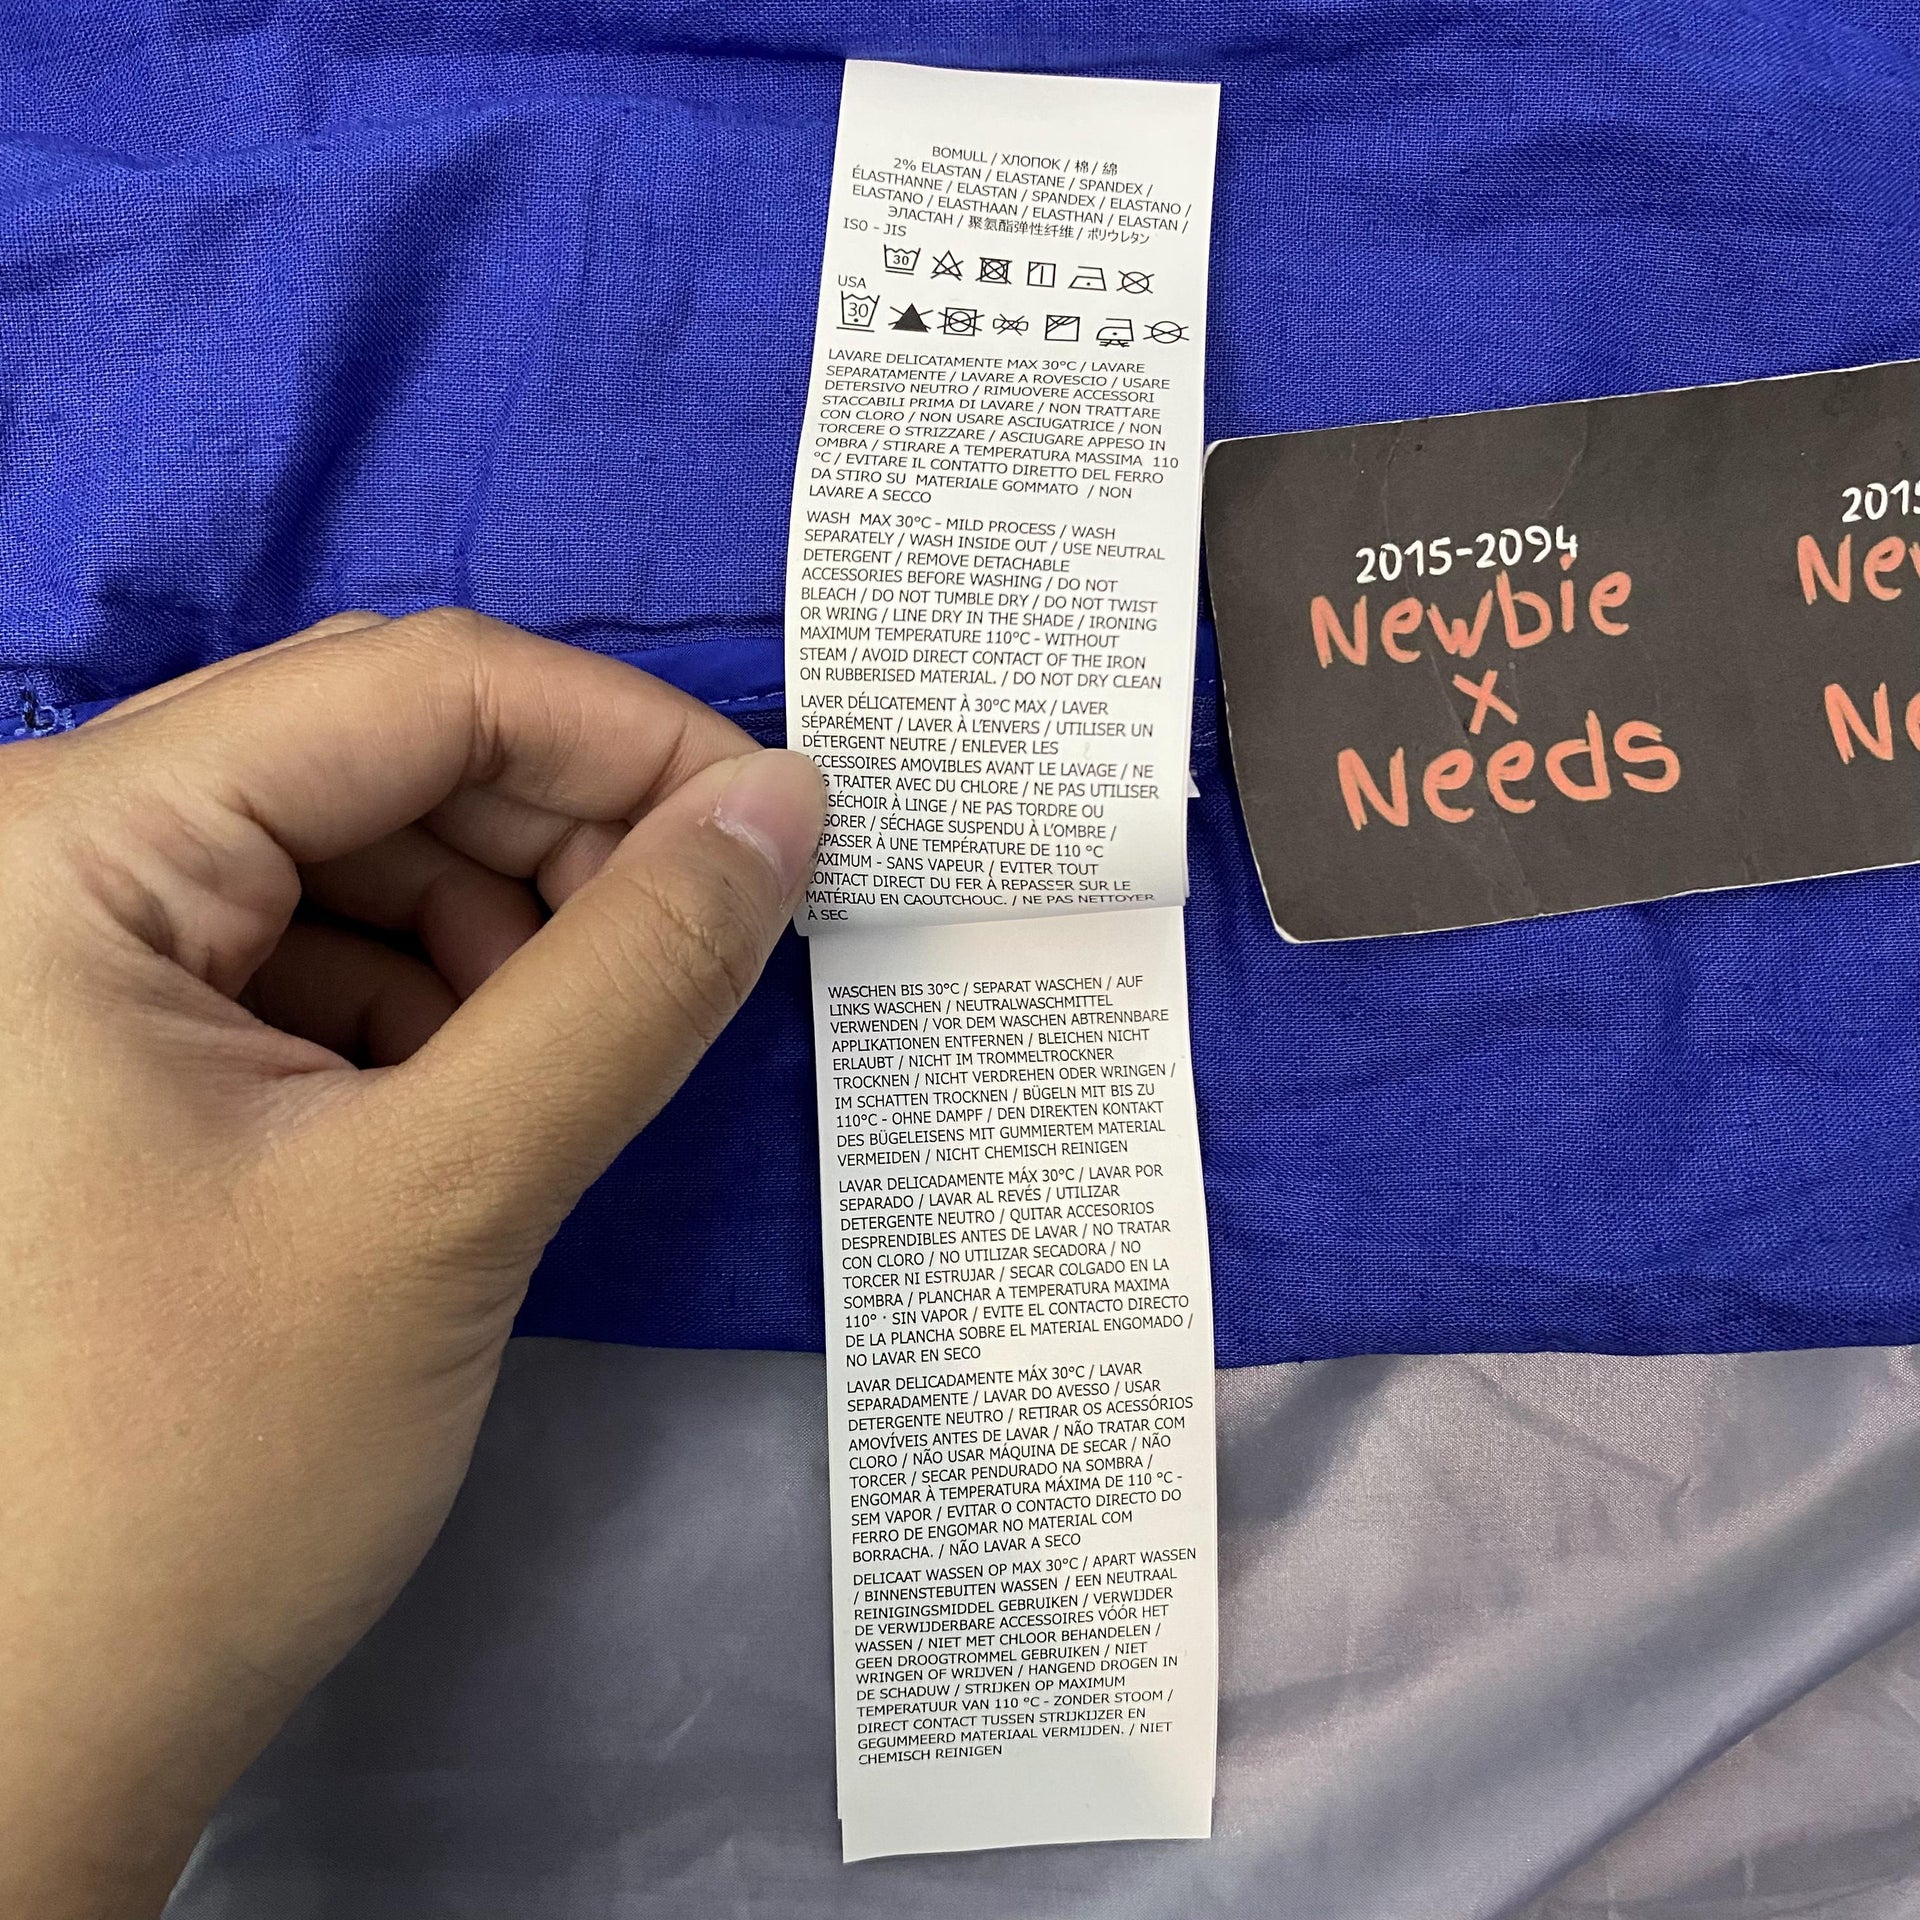 BOMULL / ХЛОПОК / 棉 / 綿
2% ELASTAN / ELASTANE / SPANDEX /
ÉLASTHANNE / ELASTAN / SPANDEX / ELASTANO /
ELASTANO / ELASTHAAN / ELASTHAN / ELASTAN /
ЭЛАСТАН / 聚氨酯弹性纤维 / ポリウレタン
ISO - JIS
30
USA
30
LAVARE DELICATAMENTE MAX 30°C / LAVARE
SEPARATAMENTE / LAVARE A ROVESCIO / USARE
DETERSIVO NEUTRO / RIMUOVERE ACCESSORI
STACCABILI PRIMA DI LAVARE / NON TRATTARE
CON CLORO / NON USARE ASCIUGATRICE / NON
TORCERE O STRIZZARE / ASCIUGARE APPESO IN
OMBRA / STIRARE A TEMPERATURA MASSIMA 110
°C / EVITARE IL CONTATTO DIRETTO DEL FERRO
DA STIRO SU MATERIALE GOMMATO / NON
LAVARE A SECCO
WASH MAX 30°C - MILD PROCESS / WASH
SEPARATELY / WASH INSIDE OUT / USE NEUTRAL
DETERGENT / REMOVE DETACHABLE
ACCESSORIES BEFORE WASHING / DO NOT
BLEACH / DO NOT TUMBLE DRY / DO NOT TWIST
OR WRING / LINE DRY IN THE SHADE / IRONING
MAXIMUM TEMPERATURE 110°C - WITHOUT
STEAM / AVOID DIRECT CONTACT OF THE IRON
ON RUBBERISED MATERIAL. / DO NOT DRY CLEAN
LAVER DÉLICATEMENT À 30°C MAX / LAVER
SÉPARÉMENT / LAVER À L'ENVERS / UTILISER UN
DÉTERGENT NEUTRE / ENLEVER LES
CCESSOIRES AMOVIBLES AVANT LE LAVAGE / NE
S TRAITER AVEC DU CHLORE / NE PAS UTILISER
SÉCHOIR À LINGE / NE PAS TORDRE OU
SORER / SÉCHAGE SUSPENDU À L'OMBRE /
EPASSER À UNE TEMPÉRATURE DE 110 °C
AXIMUM - SANS VAPEUR / EVITER TOUT
CONTACT DIRECT DU FER À REPASSER SUR LE
MATÉRIAU EN CAOUTCHOUC. / NE PAS NETTOYER
À SEC
WASCHEN BIS 30°C / SEPARAT WASCHEN / AUF
LINKS WASCHEN / NEUTRALWASCHMITTEL
VERWENDEN / VOR DEM WASCHEN ABTRENNBARE
APPLIKATIONEN ENTFERNEN / BLEICHEN NICHT
ERLAUBT / NICHT IM TROMMELTROCKNER
TROCKNEN / NICHT VERDREHEN ODER WRINGEN /
IM SCHATTEN TROCKNEN / BÜGELN MIT BIS ZU
110°C - OHNE DAMPF / DEN DIREKTEN KONTAKT
DES BÜGELEISENS MIT GUMMIERTEM MATERIAL
VERMEIDEN / NICHT CHEMISCH REINIGEN
LAVAR DELICADAMENTE MÁX 30°C / LAVAR POR
SEPARADO / LAVAR AL REVÉS / UTILIZAR
DETERGENTE NEUTRO / QUITAR ACCESORIOS
DESPRENDIBLES ANTES DE LAVAR / NO TRATAR
CON CLORO / NO UTILIZAR SECADORA / NO
TORCER NI ESTRUJAR / SECAR COLGADO EN LA
SOMBRA / PLANCHAR A TEMPERATURA MAXIMA
110° · SIN VAPOR / EVITE EL CONTACTO DIRECTO
DE LA PLANCHA SOBRE EL MATERIAL ENGOMADO /
NO LAVAR EN SECO
LAVAR DELICADAMENTE MÁX 30°C / LAVAR
SEPARADAMENTE / LAVAR DO AVESSO / USAR
DETERGENTE NEUTRO / RETIRAR OS ACESSÓRIOS
AMOVÍVEIS ANTES DE LAVAR / NÃO TRATAR COM
CLORO / NÃO USAR MÁQUINA DE SECAR / NÃO
TORCER / SECAR PENDURADO NA SOMBRA /
ENGOMAR À TEMPERATURA MÁXIMA DE 110 °C -
SEM VAPOR / EVITAR O CONTACTO DIRECTO DO
FERRO DE ENGOMAR NO MATERIAL COM
BORRACHA. / NÃO LAVAR A SECO
DELICAAT WASSEN OP MAX 30°C / APART WASSEN
/ BINNENSTEBUITEN WASSEN / EEN NEUTRAAL
REINIGINGSMIDDEL GEBRUIKEN / VERWIJDER
DE VERWIJDERBARE ACCESSOIRES VÓÓR HET
WASSEN / NIET MET CHLOOR BEHANDELEN /
GEEN DROOGTROMMEL GEBRUIKEN / NIET
WRINGEN OF WRIJVEN / HANGEND DROGEN IN
DE SCHADUW / STRIJKEN OP MAXIMUM
TEMPERATUUR VAN 110 °C - ZONDER STOOM /
DIRECT CONTACT TUSSEN STRIJKIJZER EN
GEGUMMEERD MATERIAAL VERMIJDEN. / NIET
CHEMISCH REINIGEN
2015-2094
Newbie
x
Needs
2015
New
Ne